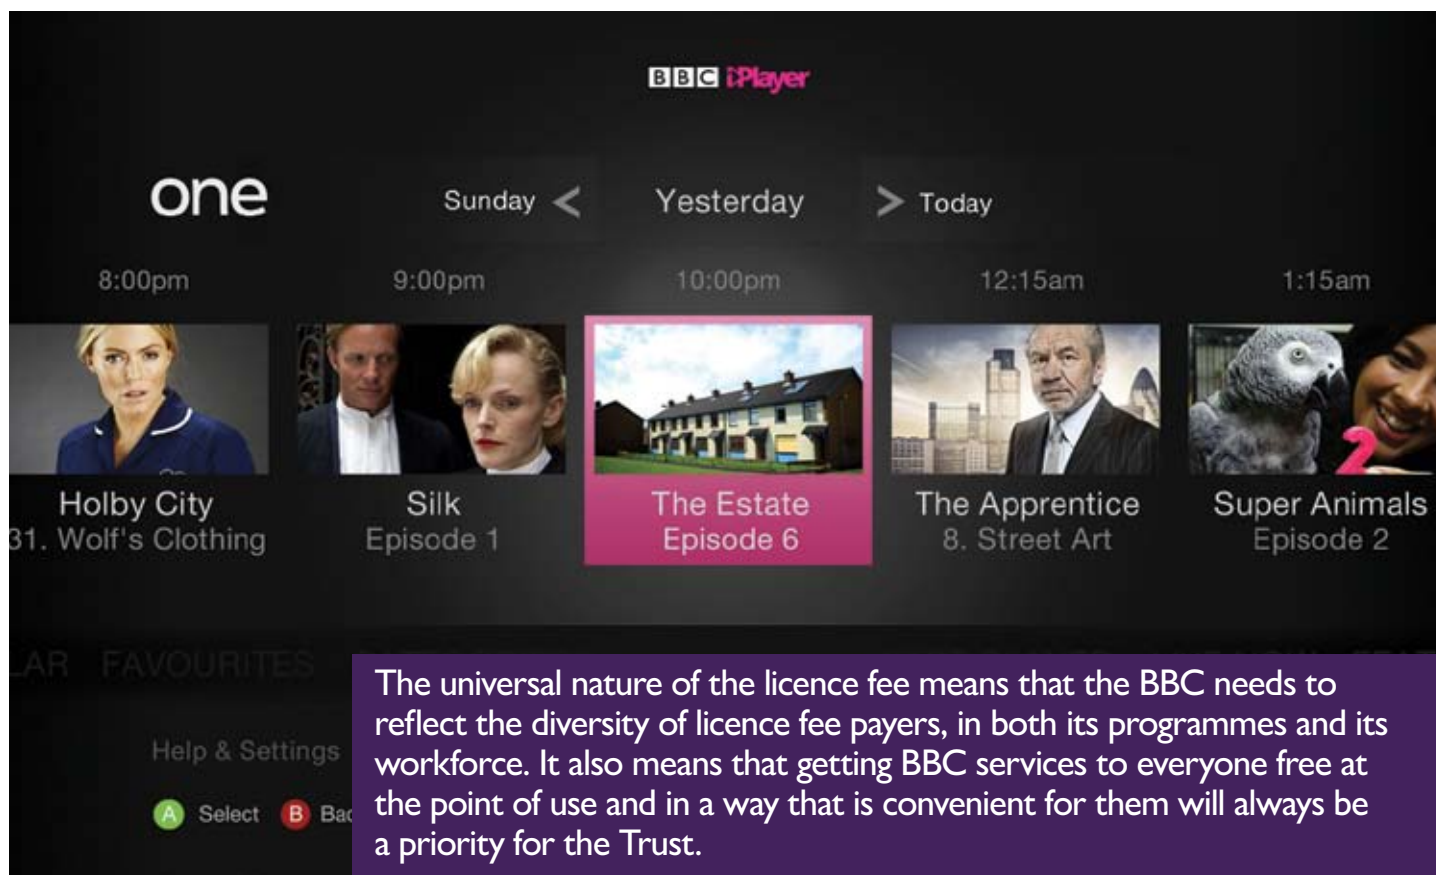 BBC iPlayer
one
Sunday < Yesterday > Today
8:00pm 9:00pm 10:00pm 12:15am 1:15am
Holby City Silk The Estate The Apprentice Super Animals
31. Wolf's Clothing Episode 1 Episode 6 8. Street Art Episode 2
LAR FAVOURITES
Help & Settings
A Select B Bac
The universal nature of the licence fee means that the BBC needs to
reflect the diversity of licence fee payers, in both its programmes and its
workforce. It also means that getting BBC services to everyone free at
the point of use and in a way that is convenient for them will always be
a priority for the Trust.